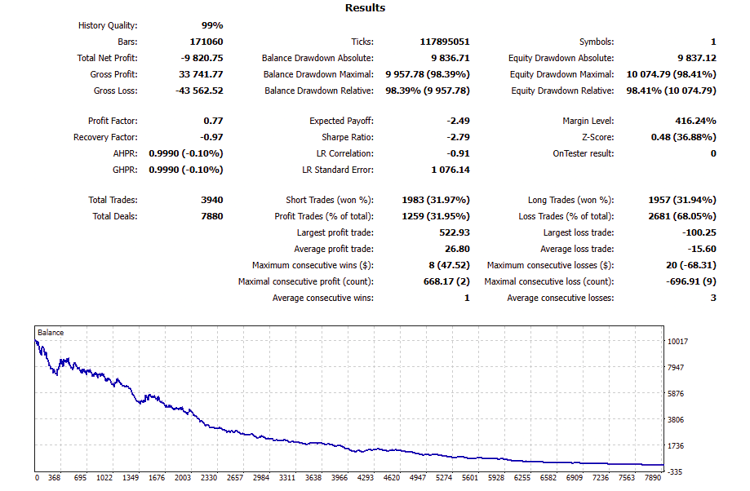 Results
History Quality: 99%
Bars: 171060 Ticks: 117895051 Symbols: 1
Total Net Profit: -9 820.75 Balance Drawdown Absolute: 9 836.71 Equity Drawdown Absolute: 9 837.12
Gross Profit: 33 741.77 Balance Drawdown Maximal: 9 957.78 (98.39%) Equity Drawdown Maximal: 10 074.79 (98.41%)
Gross Loss: -43 562.52 Balance Drawdown Relative: 98.39% (9 957.78) Equity Drawdown Relative: 98.41% (10 074.79)
Profit Factor: 0.77 Expected Payoff: -2.49 Margin Level: 416.24%
Recovery Factor: -0.97 Sharpe Ratio: -2.79 Z-Score: 0.48 (36.88%)
AHPR: 0.9990 (-0.10%) LR Correlation: -0.91 OnTester result: 0
GHPR: 0.9990 (-0.10%) LR Standard Error: 1 076.14
Total Trades: 3940 Short Trades (won %): 1983 (31.97%) Long Trades (won %): 1957 (31.94%)
Total Deals: 7880 Profit Trades (% of total): 1259 (31.95%) Loss Trades (% of total): 2681 (68.05%)
Largest profit trade: 522.93 Largest loss trade: -100.25
Average profit trade: 26.80 Average loss trade: -15.60
Maximum consecutive wins ($): 8 (47.52) Maximum consecutive losses ($): 20 (-68.31)
Maximal consecutive profit (count): 668.17 (2) Maximal consecutive loss (count): -696.91 (9)
Average consecutive wins: 1 Average consecutive losses: 3
Balance
10017
7947
5876
3806
1736
-335
0 368 695 1022 1349 1676 2003 2330 2657 2984 3311 3638 3966 4293 4620 4947 5274 5601 5928 6255 6582 6909 7236 7563 7890